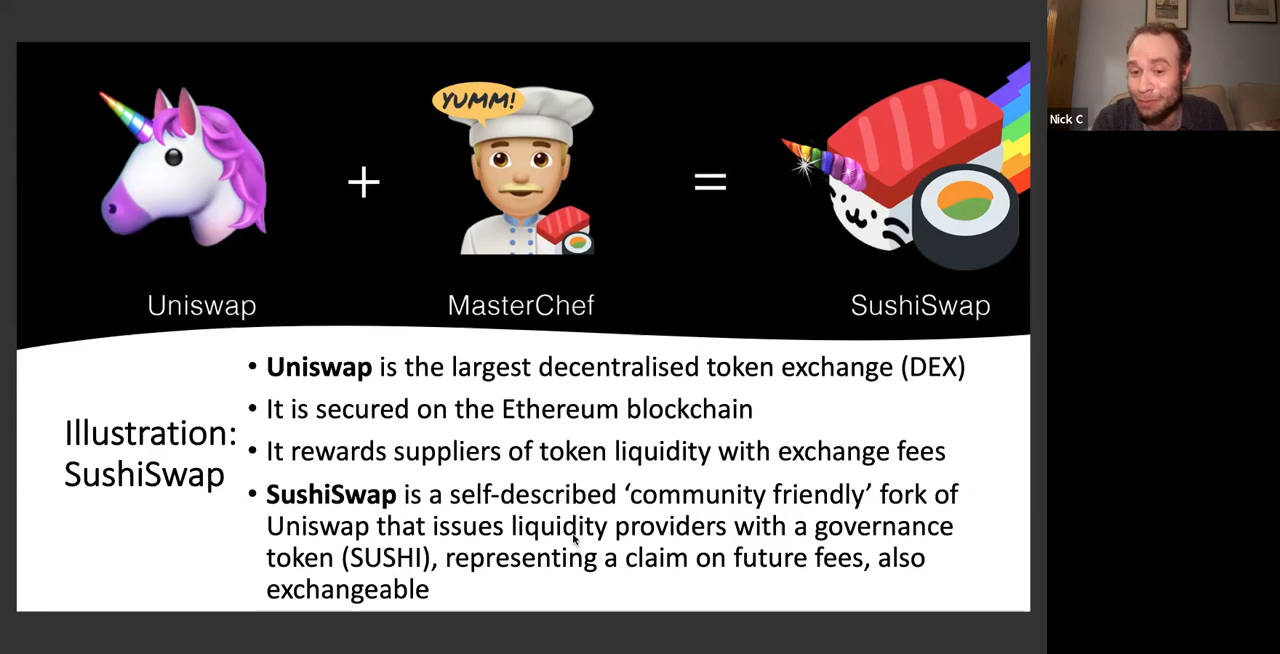 YUMM!
Nick C
+
=
Uniswap
MasterChef
SushiSwap
• Uniswap is the largest decentralised token exchange (DEX)
• It is secured on the Ethereum blockchain
Illustration:
SushiSwap
• It rewards suppliers of token liquidity with exchange fees
• SushiSwap is a self-described ‘community friendly’ fork of
Uniswap that issues liquidity providers with a governance
token (SUSHI), representing a claim on future fees, also
exchangeable